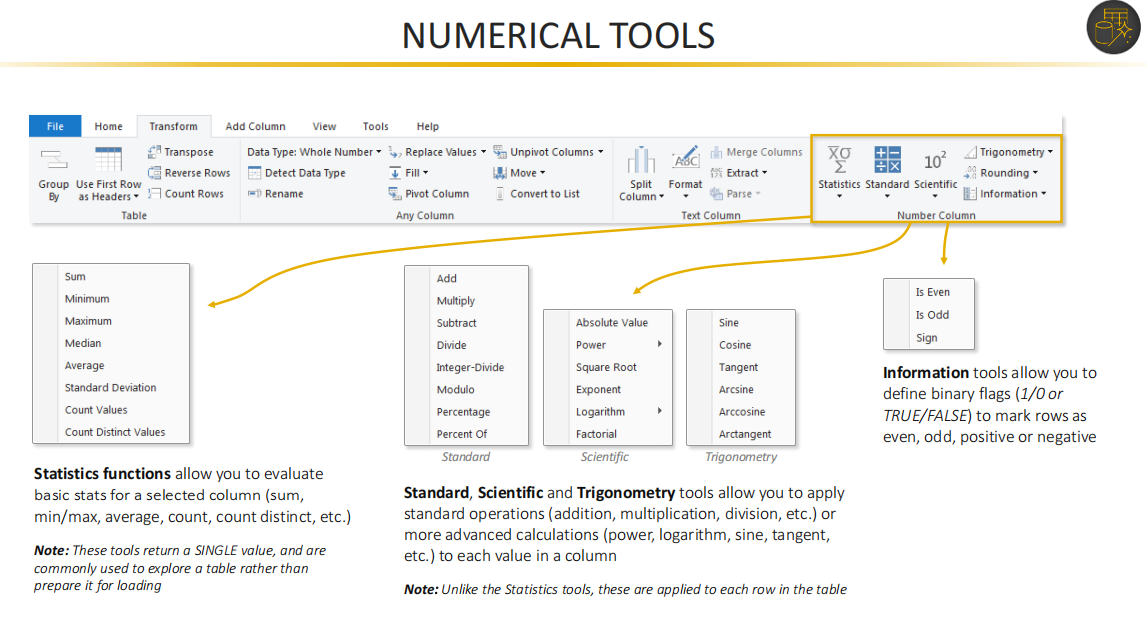 NUMERICAL TOOLS
File Home Transform Add Column View Tools Help
Group By
Use First Row as Headers
Transpose
Reverse Rows
Count Rows
Table
Data Type: Whole Number
Detect Data Type
Rename
Replace Values
Fill
Pivot Column
Unpivot Columns
Move
Convert to List
Any Column
Split Column
ABC
Format
Merge Columns
ABC
123
Extract
abc
Parse
Text Column
XΟƒ
Ξ£
Statistics
Standard
10²
Scientific
Trigonometry
.00
.0
Rounding
Information
Number Column
Sum
Minimum
Maximum
Median
Average
Standard Deviation
Count Values
Count Distinct Values
Statistics functions allow you to evaluate
basic stats for a selected column (sum,
min/max, average, count, count distinct, etc.)
Note: These tools return a SINGLE value, and are
commonly used to explore a table rather than
prepare it for loading
Add
Multiply
Subtract
Divide
Integer-Divide
Modulo
Percentage
Percent Of
Standard
Absolute Value
Power
Square Root
Exponent
Logarithm
Factorial
Scientific
Sine
Cosine
Tangent
Arcsine
Arccosine
Arctangent
Trigonometry
Standard, Scientific and Trigonometry tools allow you to apply
standard operations (addition, multiplication, division, etc.) or
more advanced calculations (power, logarithm, sine, tangent,
etc.) to each value in a column
Note: Unlike the Statistics tools, these are applied to each row in the table
Is Even
Is Odd
Sign
Information tools allow you to
define binary flags (1/0 or
TRUE/FALSE) to mark rows as
even, odd, positive or negative